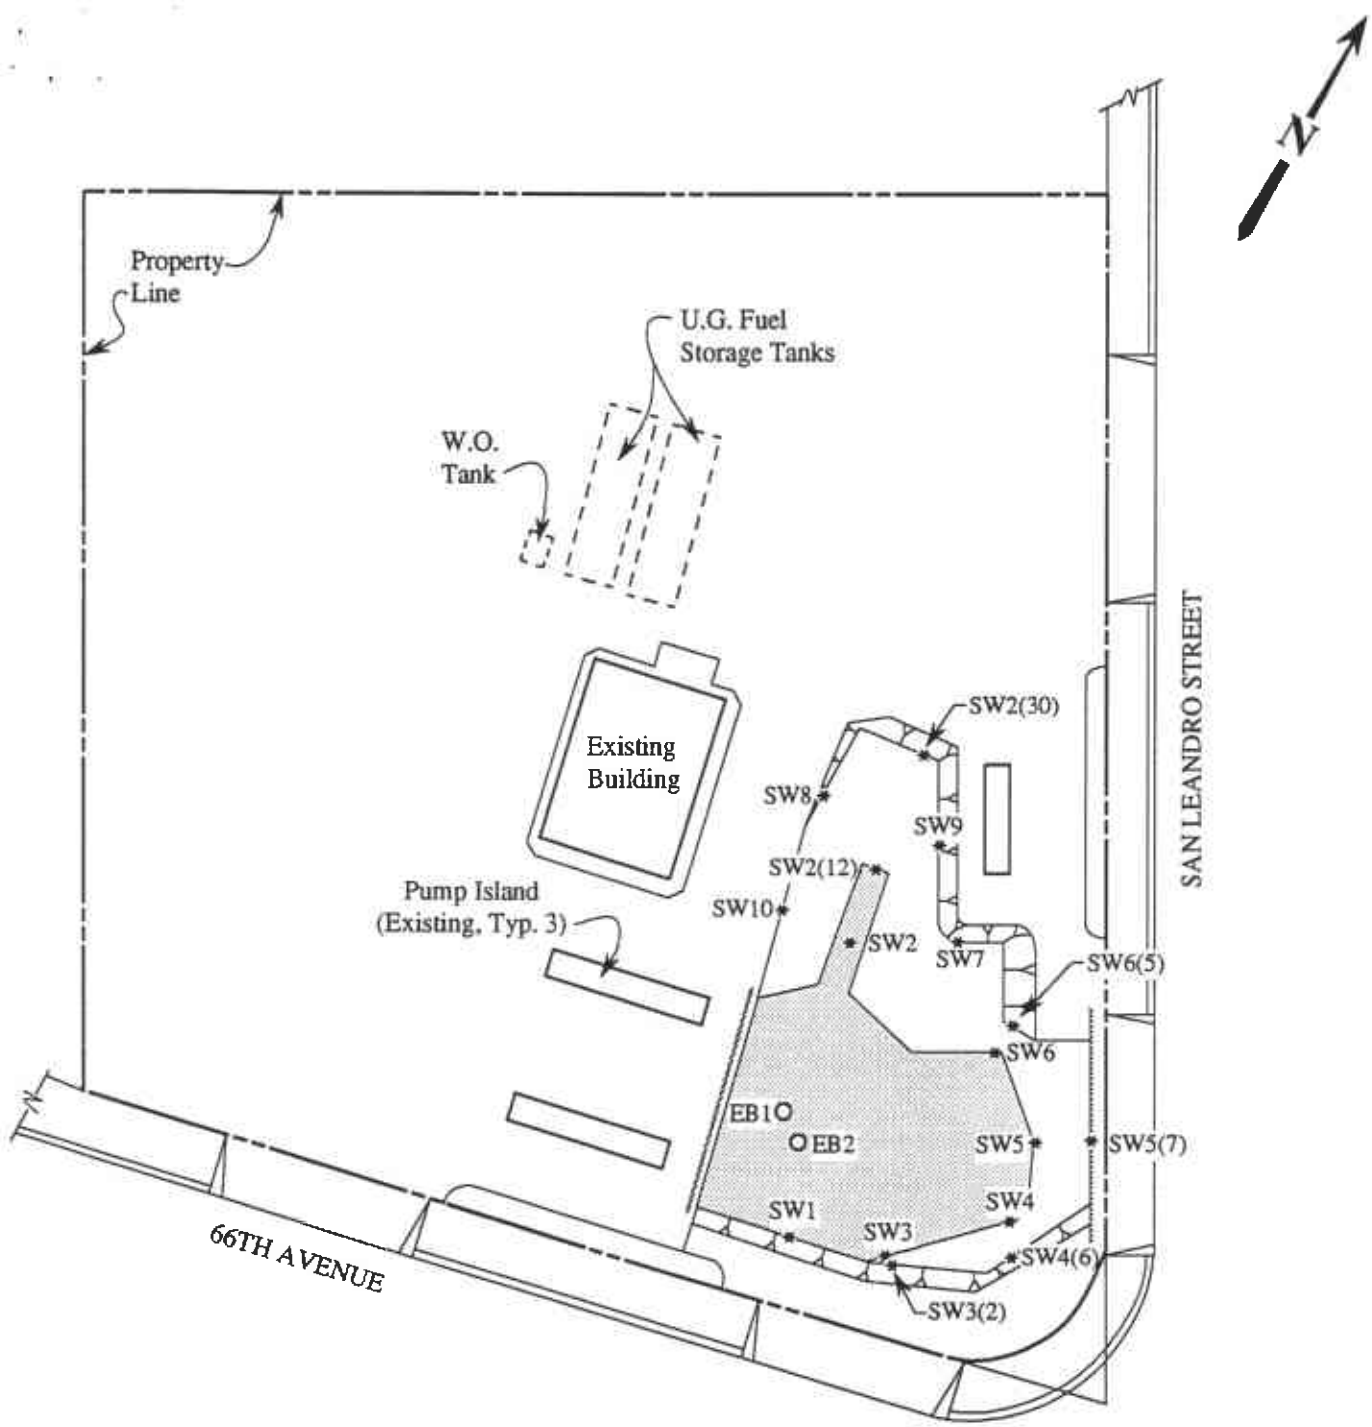 N
Property
Line
U.G. Fuel
Storage Tanks
W.O.
Tank
SAN LEANDRO STREET
Existing
Building
SW2(30)
SW8
SW9
SW2(12)
Pump Island
(Existing, Typ. 3)
SW10
SW2
SW7
SW6(5)
SW6
EB1
EB2
SW5
SW5(7)
SW4
SW1
SW3
SW4(6)
SW3(2)
66TH AVENUE